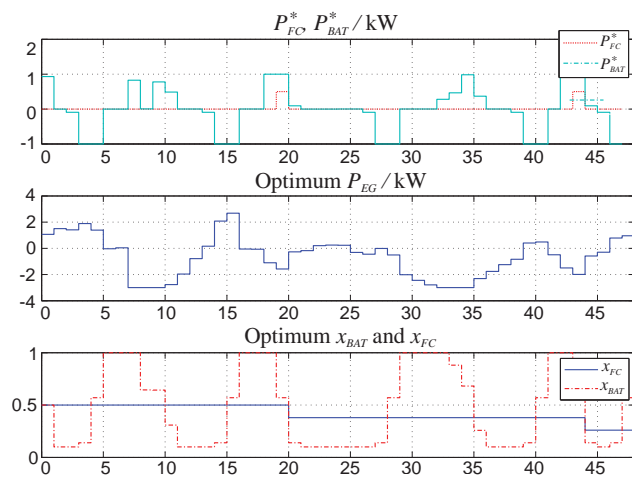 P*FC, P*BAT / kW
2
1
0
-1
P*FC
P*BAT
0 5 10 15 20 25 30 35 40 45
Optimum PEG / kW
4
2
0
-2
-4
0 5 10 15 20 25 30 35 40 45
Optimum xBAT and xFC
1
0.5
0
xFC
xBAT
0 5 10 15 20 25 30 35 40 45